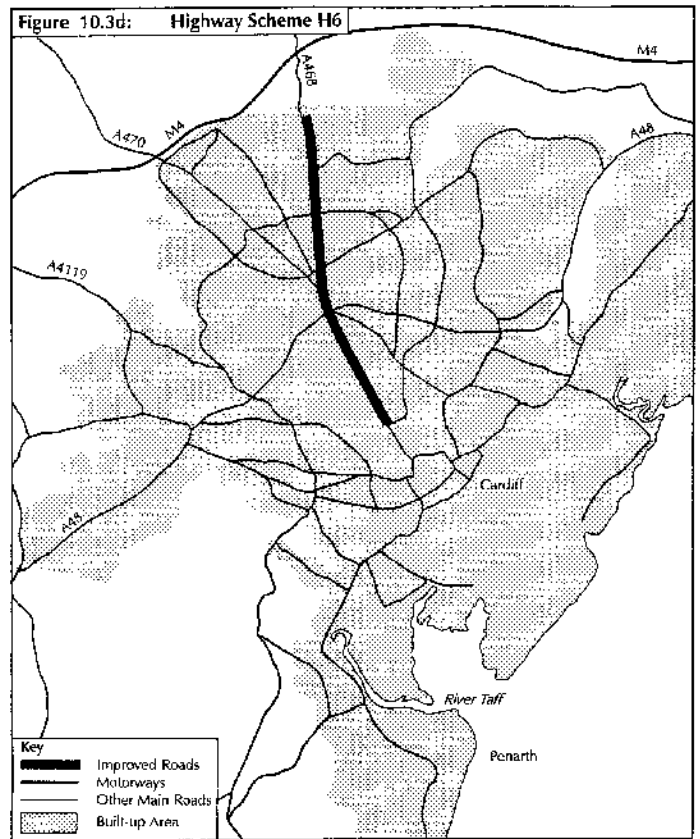 Figure 10.3d: Highway Scheme H6
M4
A468
A470
M4
A48
A4119
Cardiff
A48
River Taff
Penarth
Key
Improved Roads
Motorways
Other Main Roads
Built-up Area